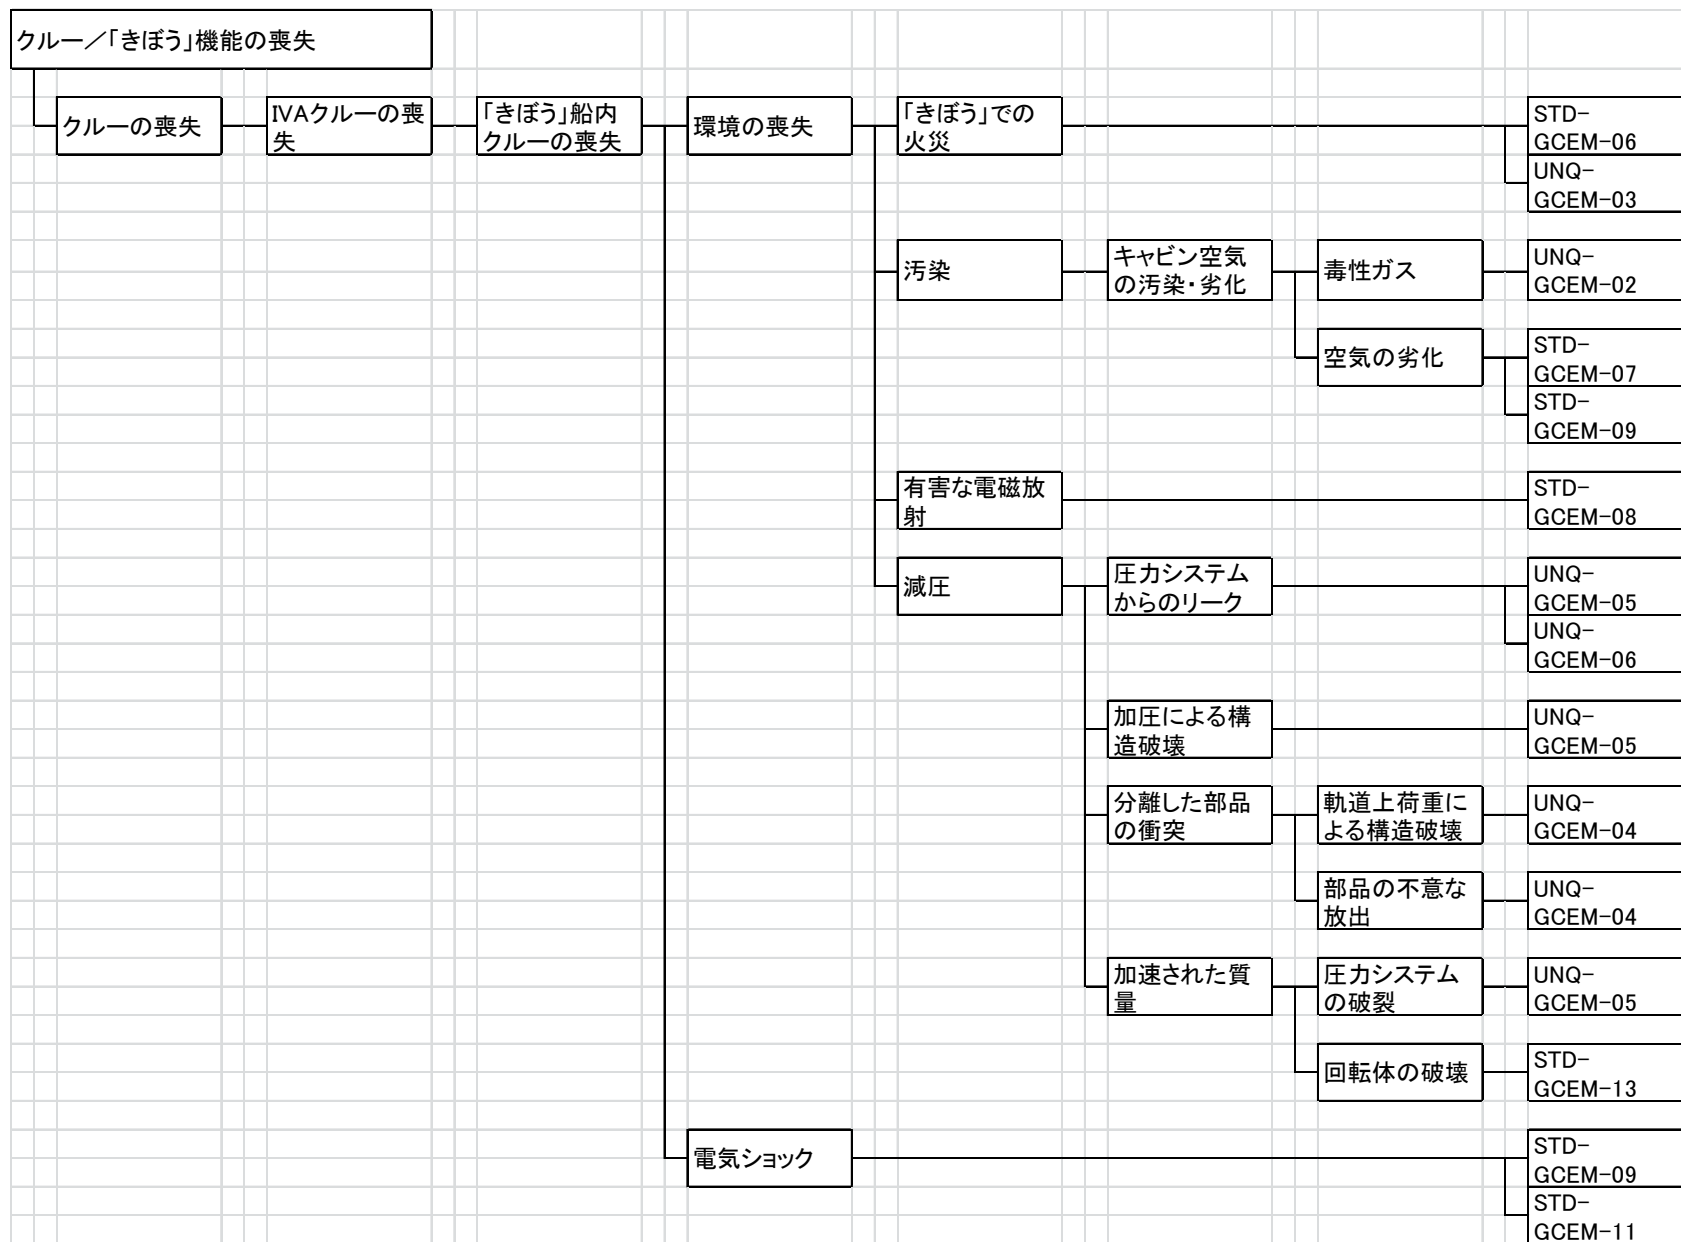 クルー／「きぼう」機能の喪失
クルーの喪失
IVAクルーの喪
失
「きぼう」船内
クルーの喪失
環境の喪失
「きぼう」での
火災
STD-
GCEM-06
UNQ-
GCEM-03
汚染
キャビン空気
の汚染・劣化
毒性ガス
UNQ-
GCEM-02
空気の劣化
STD-
GCEM-07
STD-
GCEM-09
有害な電磁放
射
STD-
GCEM-08
減圧
圧力システム
からのリーク
UNQ-
GCEM-05
UNQ-
GCEM-06
加圧による構
造破壊
UNQ-
GCEM-05
分離した部品
の衝突
軌道上荷重に
よる構造破壊
UNQ-
GCEM-04
部品の不意な
放出
UNQ-
GCEM-04
加速された質
量
圧力システム
の破裂
UNQ-
GCEM-05
回転体の破壊
STD-
GCEM-13
電気ショック
STD-
GCEM-09
STD-
GCEM-11